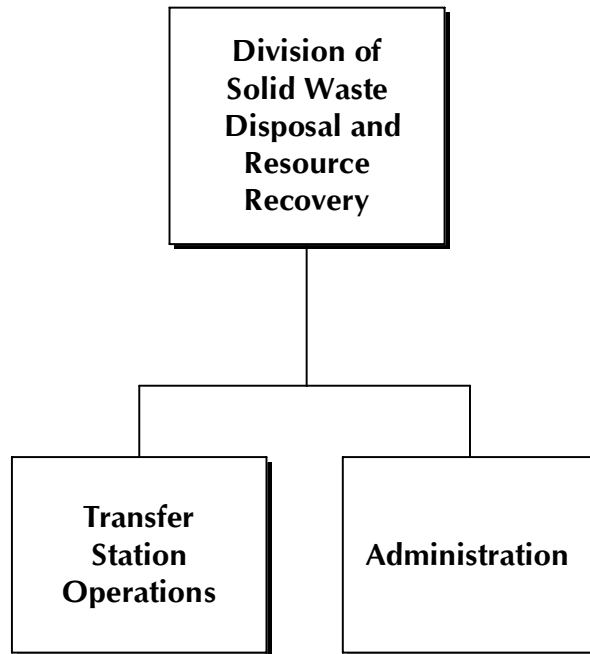 Division of
Solid Waste
Disposal and
Resource
Recovery
Transfer
Station
Operations
Administration